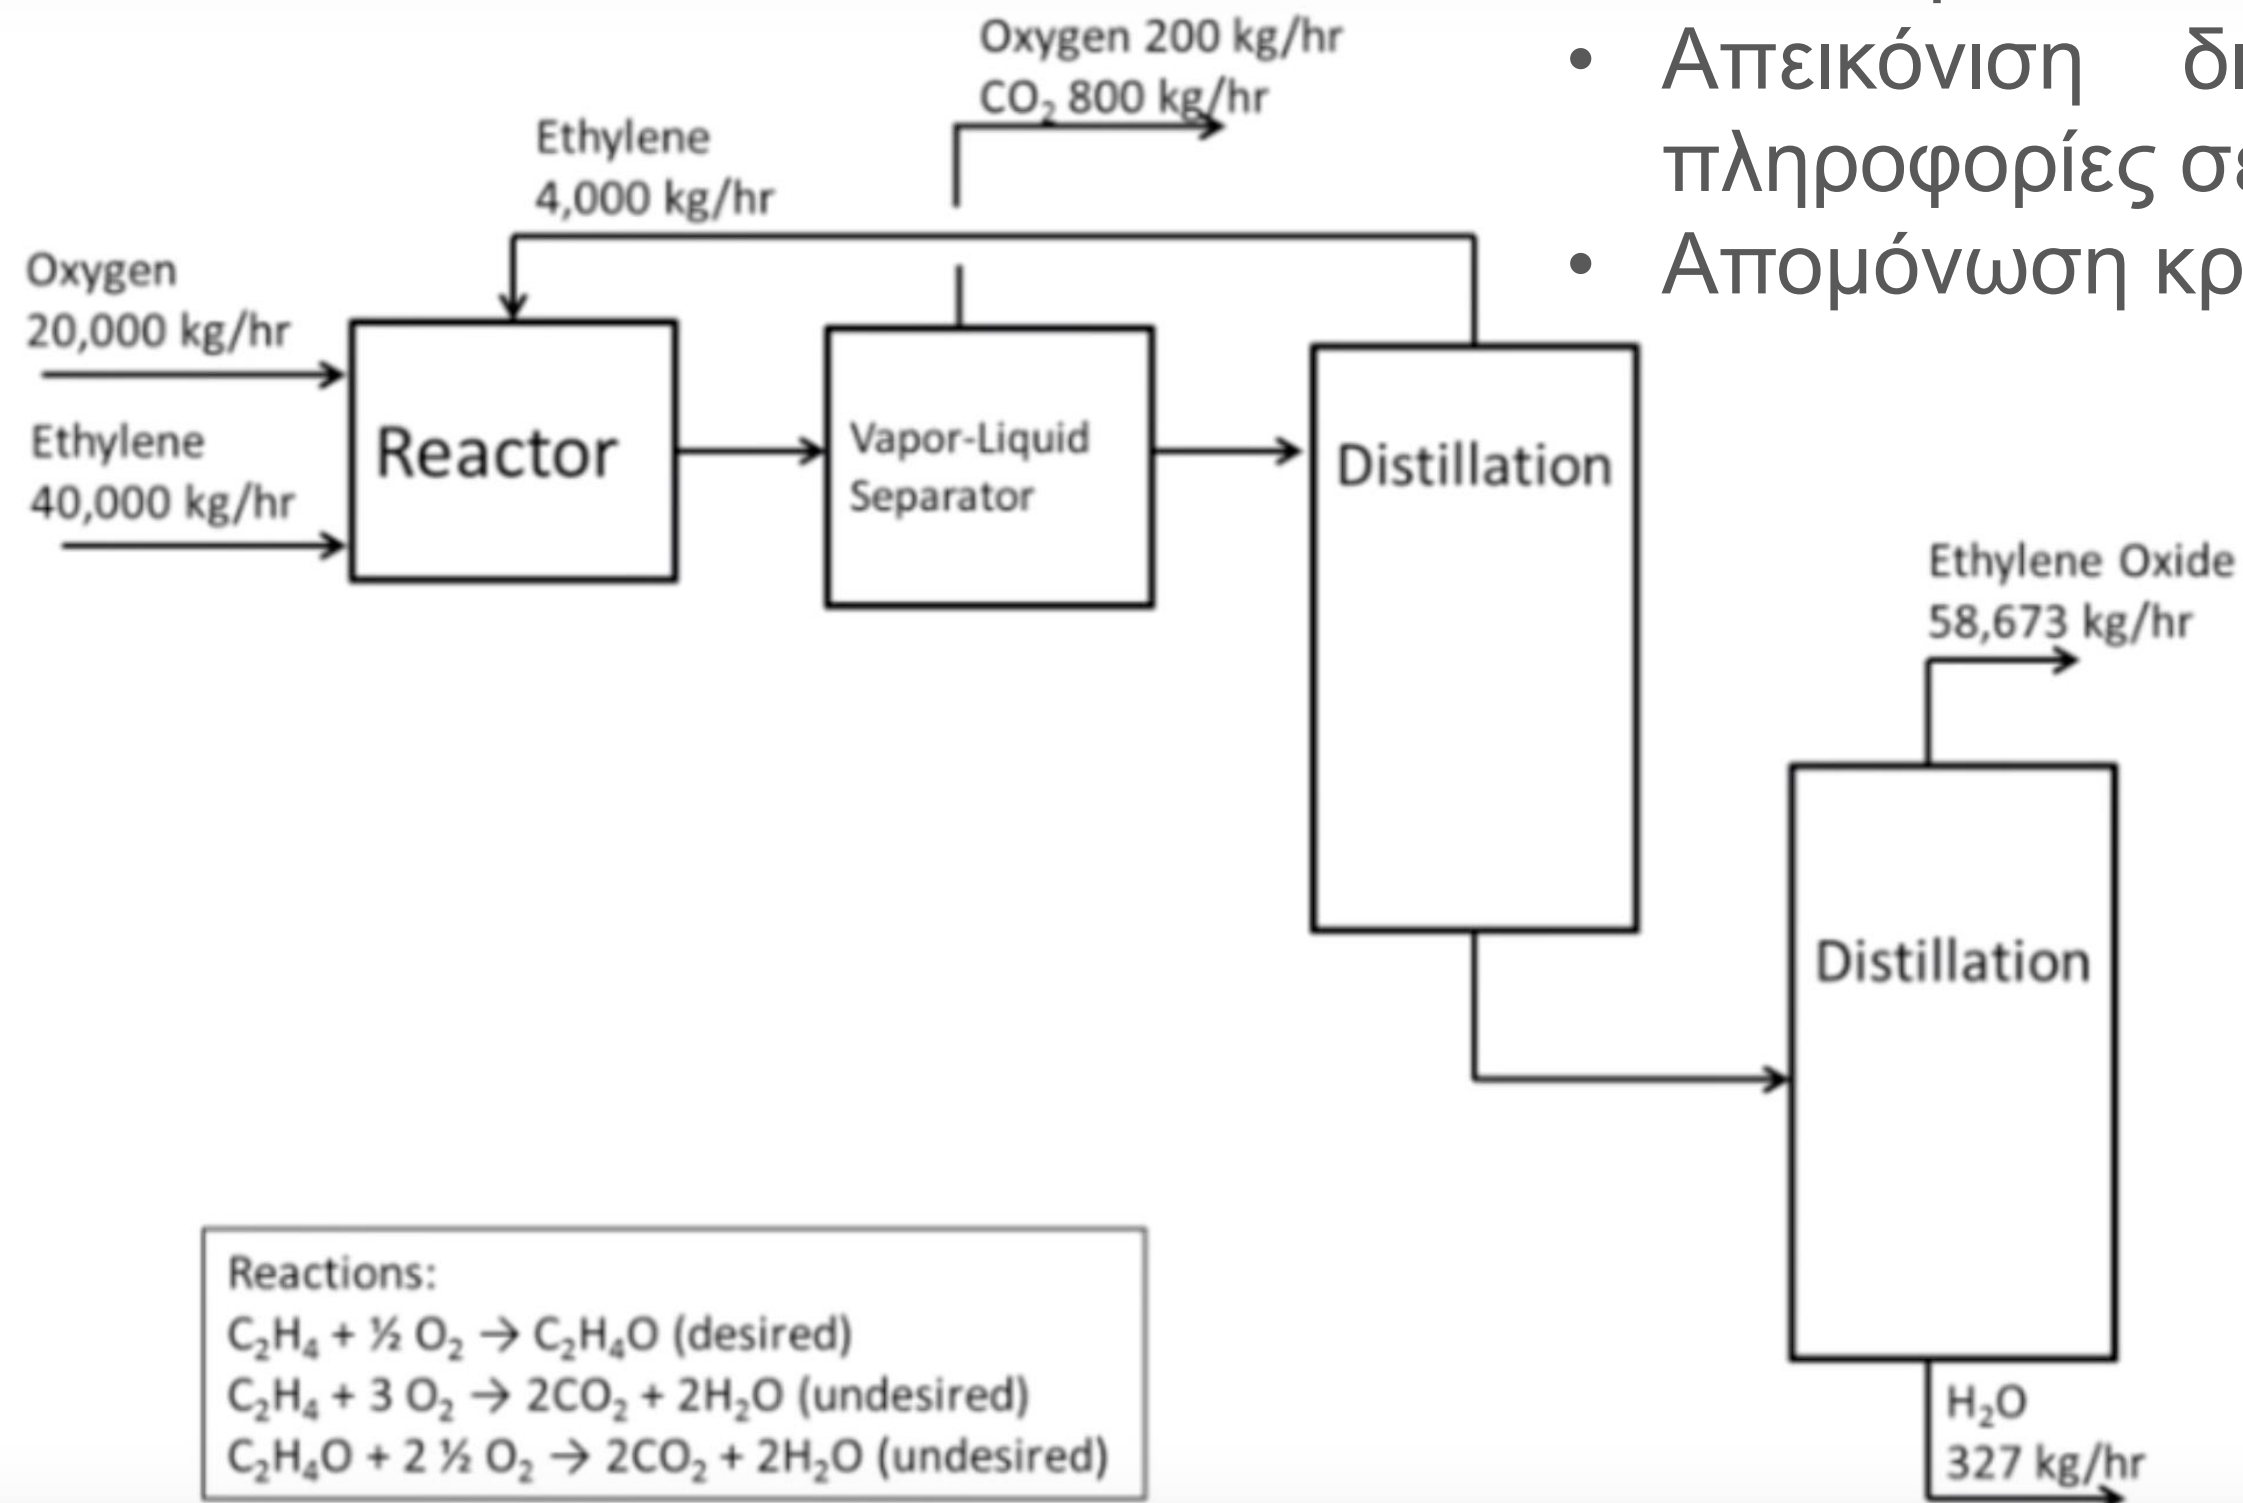 Oxygen 200 kg/hr
CO₂ 800 kg/hr
Ethylene
4,000 kg/hr
Oxygen
20,000 kg/hr
Ethylene
40,000 kg/hr
Reactor
Vapor-Liquid
Separator
Distillation
Ethylene Oxide
58,673 kg/hr
Distillation
H₂O
327 kg/hr
Reactions:
C₂H₄ + ½ O₂ → C₂H₄O (desired)
C₂H₄ + 3 O₂ → 2CO₂ + 2H₂O (undesired)
C₂H₄O + 2 ½ O₂ → 2CO₂ + 2H₂O (undesired)
• Απεικόνιση
πληροφορίες
• Απομόνωση